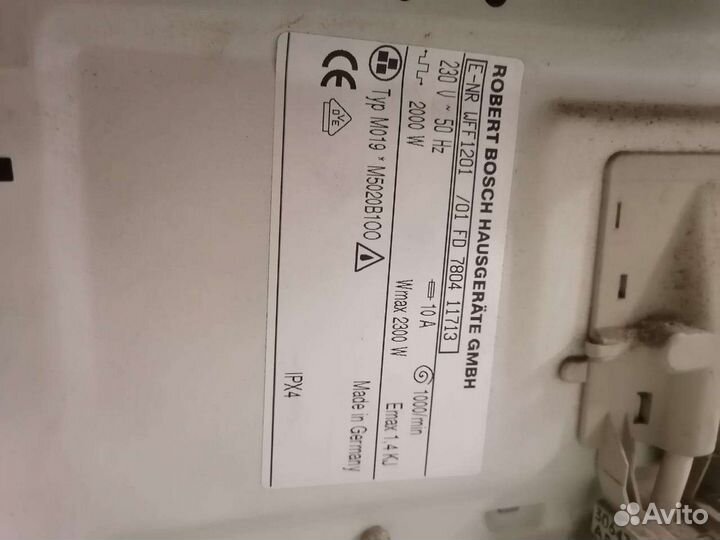 ROBERT BOSCH HAUSGERÄTE GMBH
E-NR WFF1201 /01 FD 7804 11713
230 V ~ 50 Hz 10 A 1000/min
2000 W Wmax 2300 W Emax 1,4 KJ
Typ M019 * M5020B100 Made in Germany
CE DVE IPX4
Avito